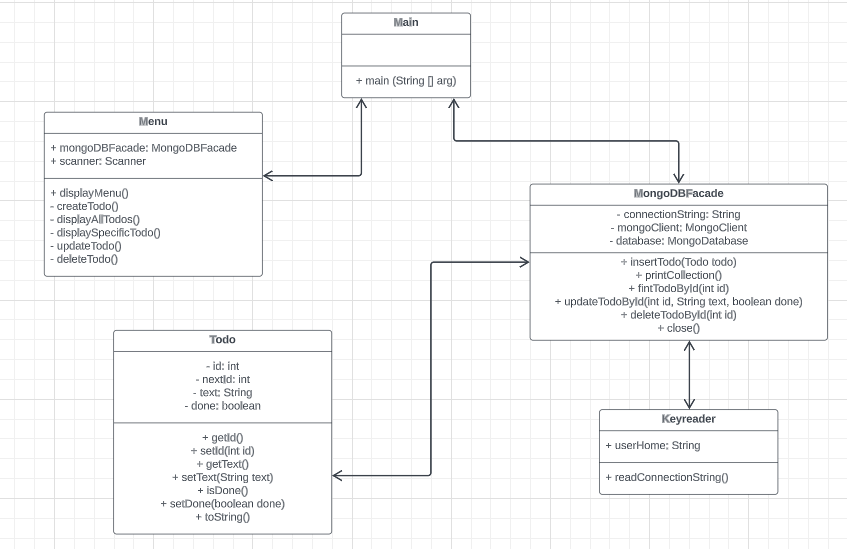 Main
+ main (String [] arg)
Menu
+ mongoDBFacade: MongoDBFacade
+ scanner: Scanner
+ displayMenu()
- createTodo()
- displayAllTodos()
- displaySpecificTodo()
- updateTodo()
- deleteTodo()
MongoDBFacade
- connectionString: String
- mongoClient: MongoClient
- database: MongoDatabase
+ insertTodo(Todo todo)
+ printCollection()
+ fintTodoById(int id)
+ updateTodoById(int id, String text, boolean done)
+ deleteTodoById(int id)
+ close()
Todo
- id: int
- nextId: int
- text: String
- done: boolean
+ getId()
+ setId(int id)
+ getText()
+ setText(String text)
+ isDone()
+ setDone(boolean done)
+ toString()
Keyreader
+ userHome: String
+ readConnectionString()